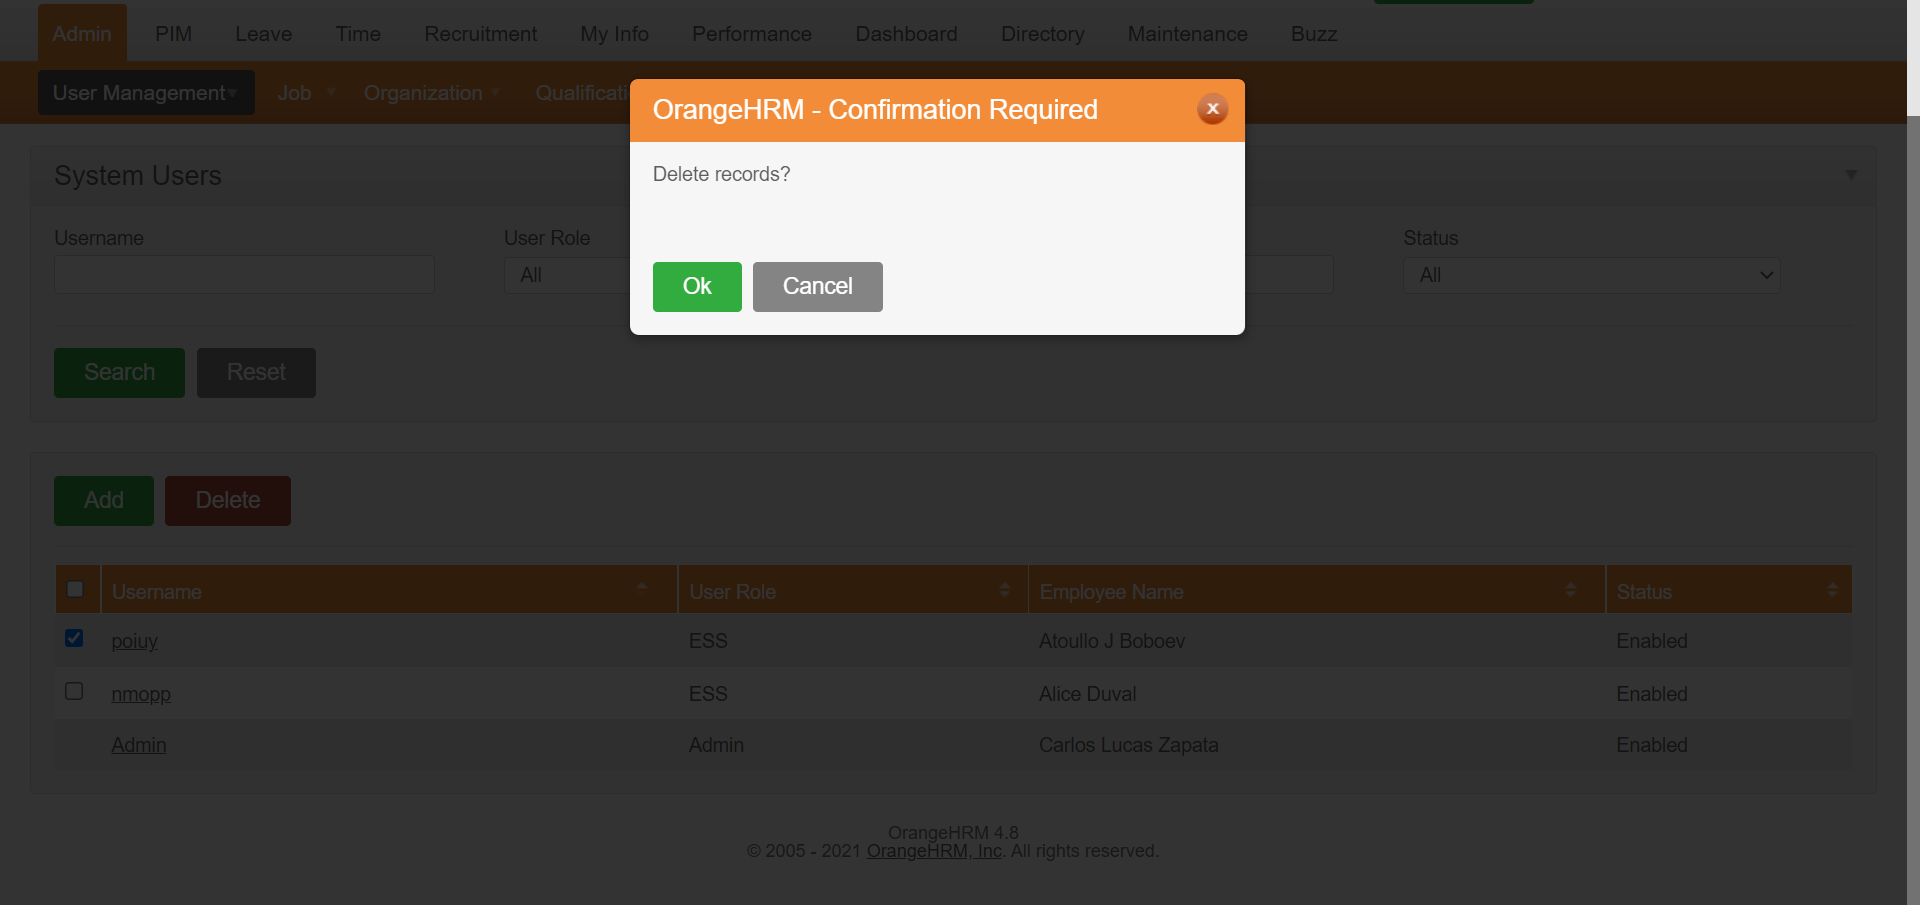 Admin PIM Leave Time Recruitment My Info Performance Dashboard Directory Maintenance Buzz
User Management Job Organization
OrangeHRM - Confirmation Required
x
Delete records?
Ok Cancel
System Users
Username User Role Status
All All
Search Reset
Add Delete
Username User Role Employee Name Status
poiuy ESS Atoullo J Boboev Enabled
nmopp ESS Alice Duval Enabled
Admin Admin Carlos Lucas Zapata Enabled
OrangeHRM 4.8
© 2005 - 2021 OrangeHRM, Inc. All rights reserved.